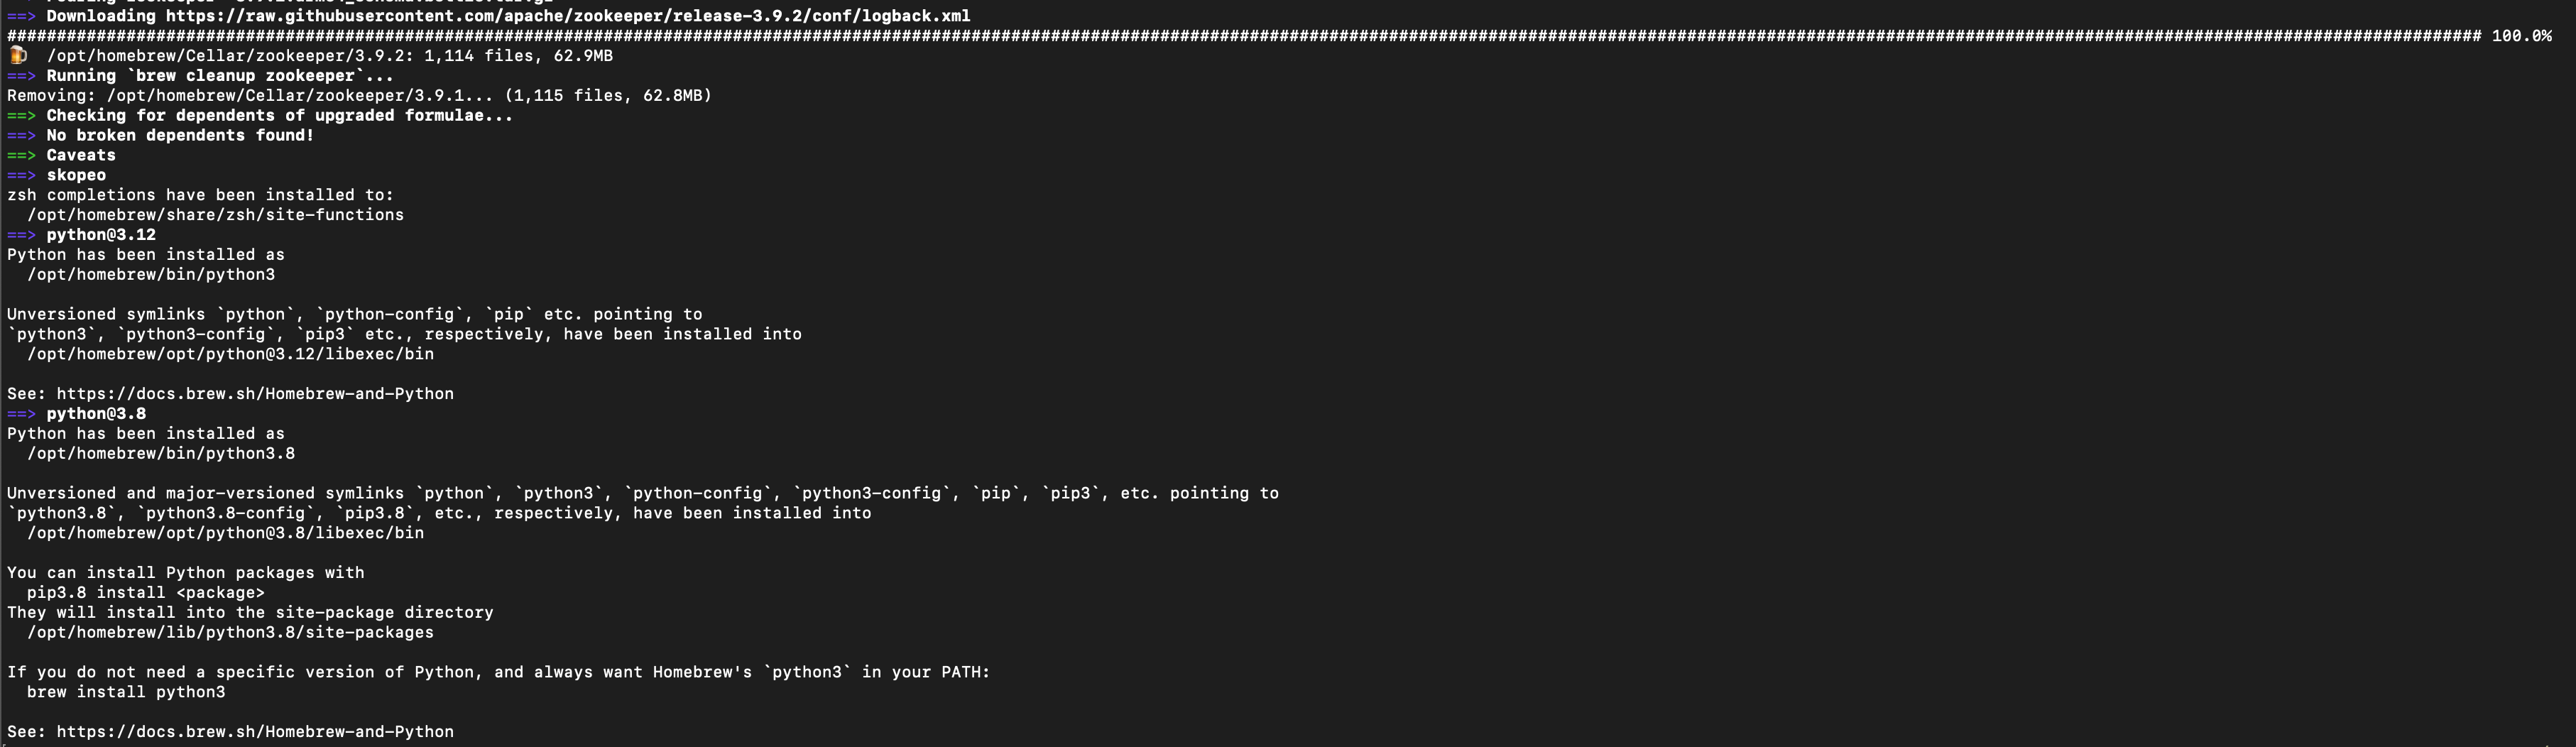 ==> Downloading https://raw.githubusercontent.com/apache/zookeeper/release-3.9.2/conf/logback.xml
######################################################################## 100.0%
🍺  /opt/homebrew/Cellar/zookeeper/3.9.2: 1,114 files, 62.9MB
==> Running `brew cleanup zookeeper`...
Removing: /opt/homebrew/Cellar/zookeeper/3.9.1... (1,115 files, 62.8MB)
==> Checking for dependents of upgraded formulae...
==> No broken dependents found!
==> Caveats
==> skopeo
zsh completions have been installed to:
  /opt/homebrew/share/zsh/site-functions
==> python@3.12
Python has been installed as
  /opt/homebrew/bin/python3

Unversioned symlinks `python`, `python-config`, `pip` etc. pointing to
`python3`, `python3-config`, `pip3` etc., respectively, have been installed into
  /opt/homebrew/opt/python@3.12/libexec/bin

See: https://docs.brew.sh/Homebrew-and-Python
==> python@3.8
Python has been installed as
  /opt/homebrew/bin/python3.8

Unversioned and major-versioned symlinks `python`, `python3`, `python-config`, `python3-config`, `pip`, `pip3`, etc. pointing to
`python3.8`, `python3.8-config`, `pip3.8`, etc., respectively, have been installed into
  /opt/homebrew/opt/python@3.8/libexec/bin

You can install Python packages with
  pip3.8 install <package>
They will install into the site-package directory
  /opt/homebrew/lib/python3.8/site-packages

If you do not need a specific version of Python, and always want Homebrew's `python3` in your PATH:
  brew install python3

See: https://docs.brew.sh/Homebrew-and-Python